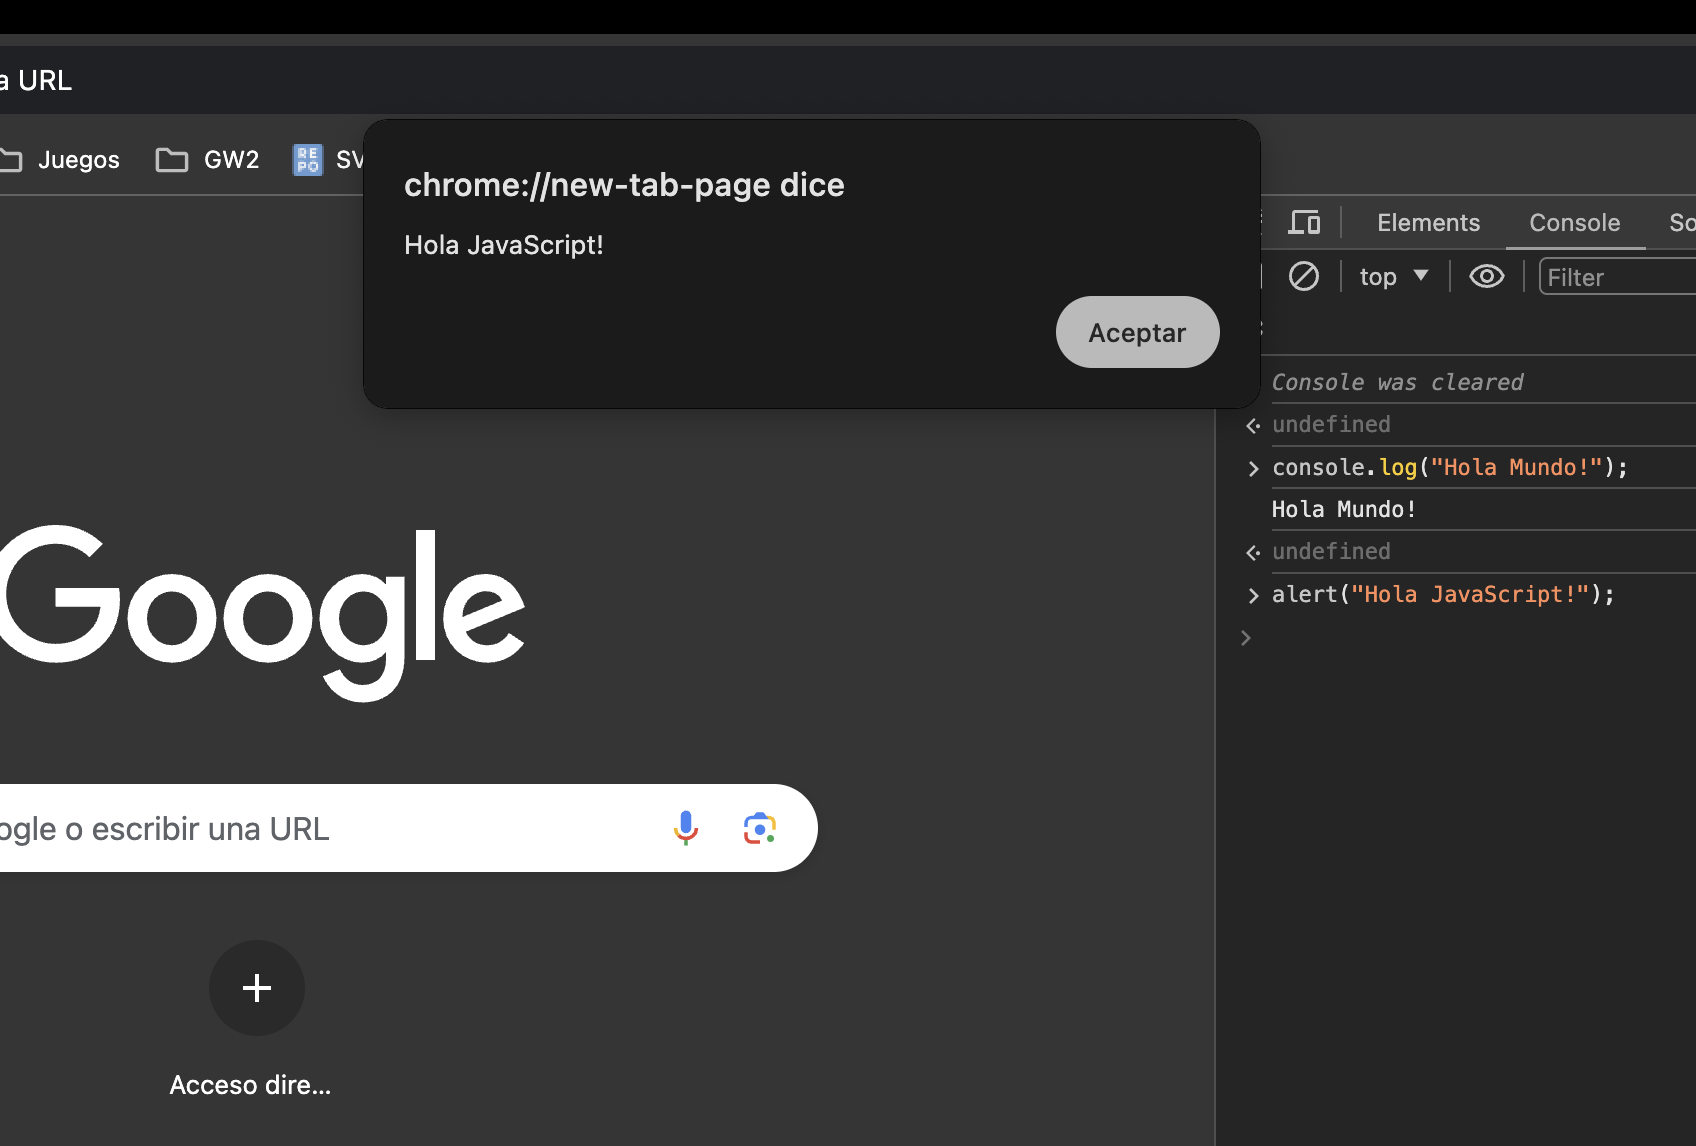 a URL
Juegos
GW2
RE
PO
SV
chrome://new-tab-page dice
Hola JavaScript!
Aceptar
Elements
Console
So
top
Filter
Console was cleared
undefined
console.log("Hola Mundo!");
Hola Mundo!
undefined
alert("Hola JavaScript!");
Google
ogle o escribir una URL
Acceso dire...